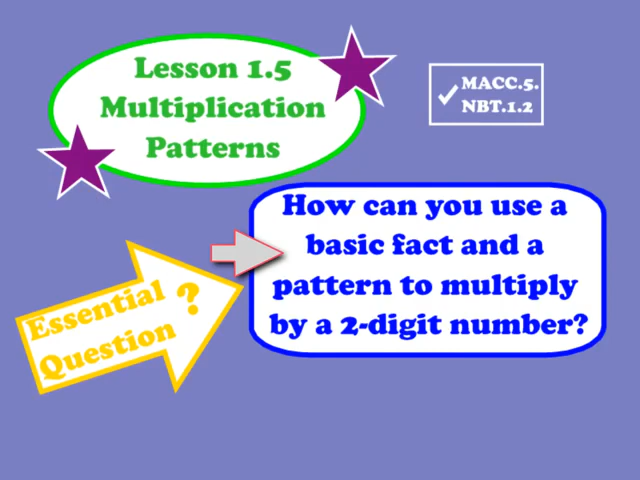 Lesson 1.5
Multiplication
Patterns
MACC.5.
NBT.1.2
How can you use a
basic fact and a
pattern to multiply
by a 2-digit number?
Essential
Question ?